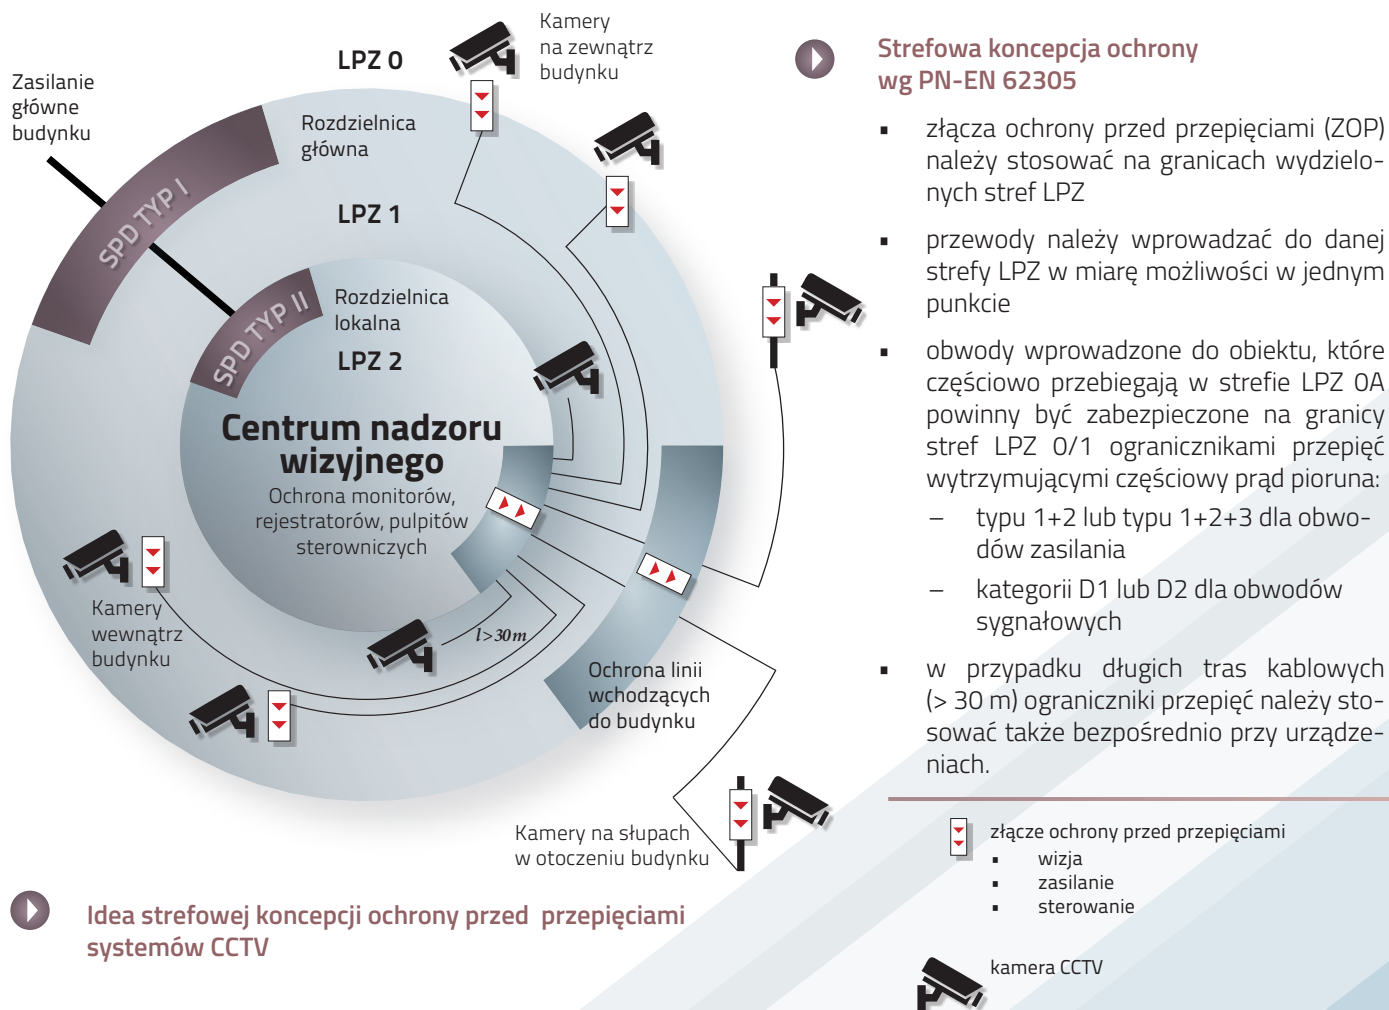 Kamery
na zewnątrz
budynku
LPZ 0
Zasilanie
główne
budynku
Rozdzielnica
główna
SPD TYP I
LPZ 1
Rozdzielnica
lokalna
SPD TYP II
LPZ 2
Centrum nadzoru
wizyjnego
Ochrona monitorów,
rejestratorów, pulpitów
sterowniczych
Kamery
wewnątrz
budynku
l>30m
Ochrona linii
wchodzących
do budynku
Kamery na słupach
w otoczeniu budynku
Idea strefowej koncepcji ochrony przed przepięciami
systemów CCTV
Strefowa koncepcja ochrony
wg PN-EN 62305
▪ złącza ochrony przed przepięciami (ZOP)
należy stosować na granicach wydzielo-
nych stref LPZ
▪ przewody należy wprowadzać do danej
strefy LPZ w miarę możliwości w jednym
punkcie
▪ obwody wprowadzone do obiektu, które
częściowo przebiegają w strefie LPZ 0A
powinny być zabezpieczone na granicy
stref LPZ 0/1 ogranicznikami przepięć
wytrzymującymi częściowy prąd pioruna:
– typu 1+2 lub typu 1+2+3 dla obwo-
dów zasilania
– kategorii D1 lub D2 dla obwodów
sygnałowych
▪ w przypadku długich tras kablowych
(> 30 m) ograniczniki przepięć należy sto-
sować także bezpośrednio przy urządze-
niach.
złącze ochrony przed przepięciami
▪ wizja
▪ zasilanie
▪ sterowanie
kamera CCTV